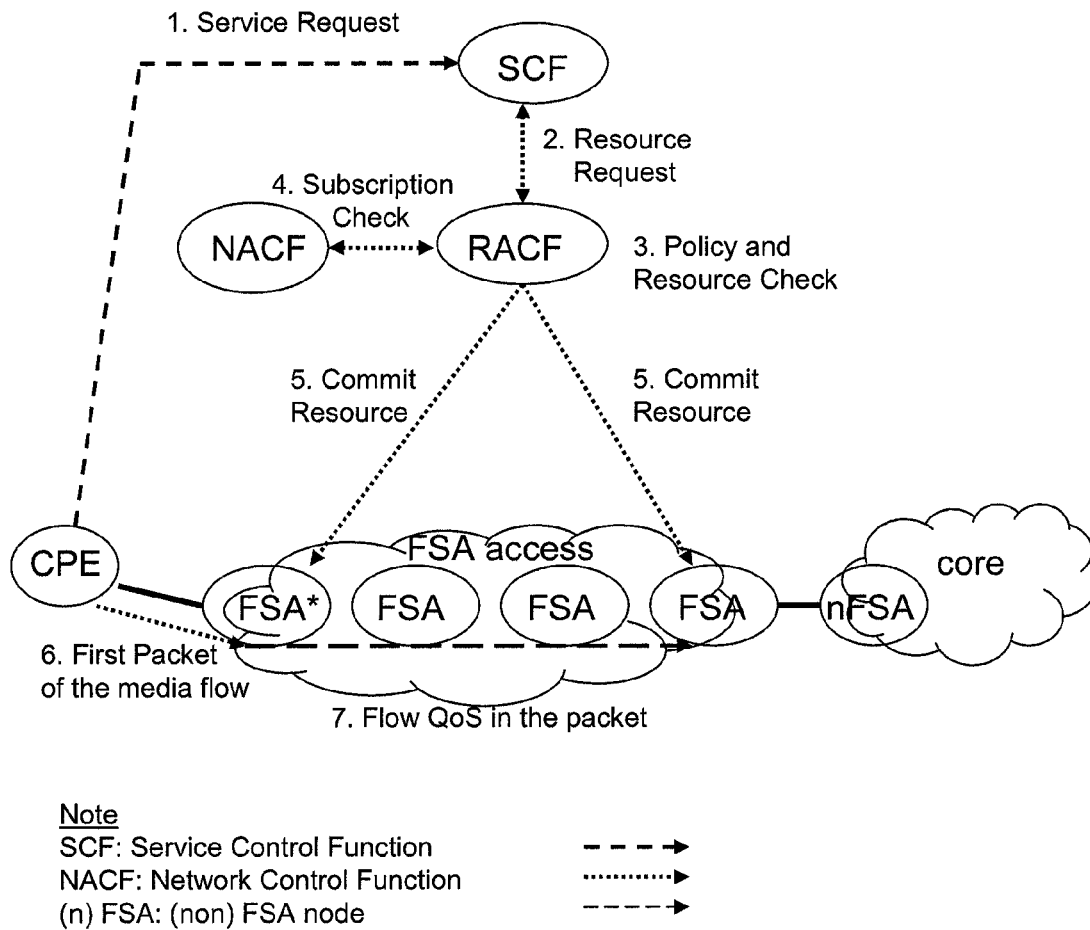 1. Service Request
SCF
2. Resource
Request
4. Subscription
Check
NACF
RACF
3. Policy and
Resource Check
5. Commit
Resource
5. Commit
Resource
CPE
FSA access
core
FSA*
FSA
FSA
FSA
nFSA
6. First Packet
of the media flow
7. Flow QoS in the packet
Note
SCF: Service Control Function
NACF: Network Control Function
(n) FSA: (non) FSA node